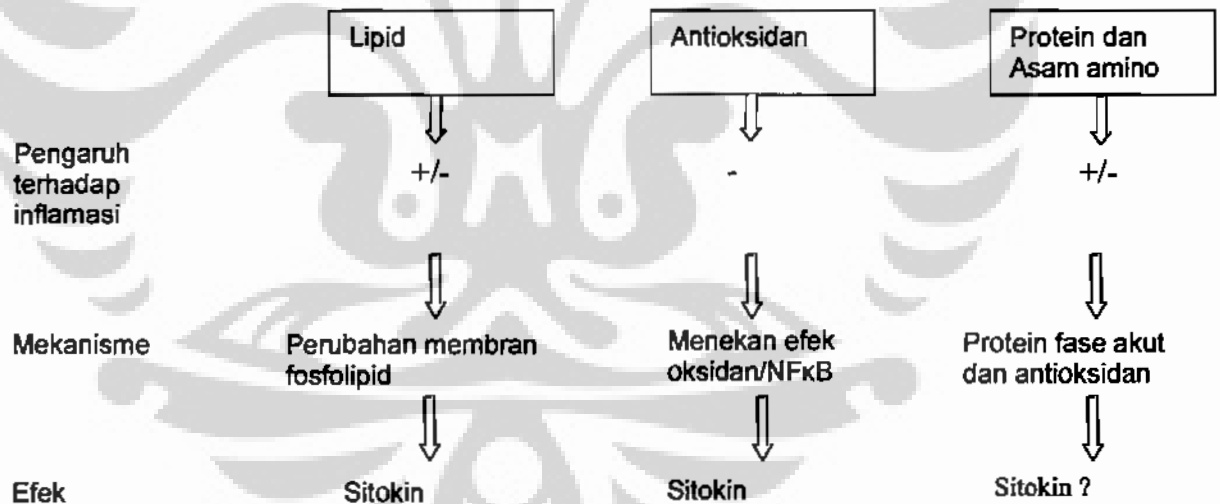 Lipid
Antioksidan
Protein dan
Asam amino
Pengaruh
terhadap
inflamasi
+/-
-
+/-
Mekanisme
Perubahan membran
fosfolipid
Menekan efek
oksidan/NFκB
Protein fase akut
dan antioksidan
Efek
Sitokin
Sitokin
Sitokin ?